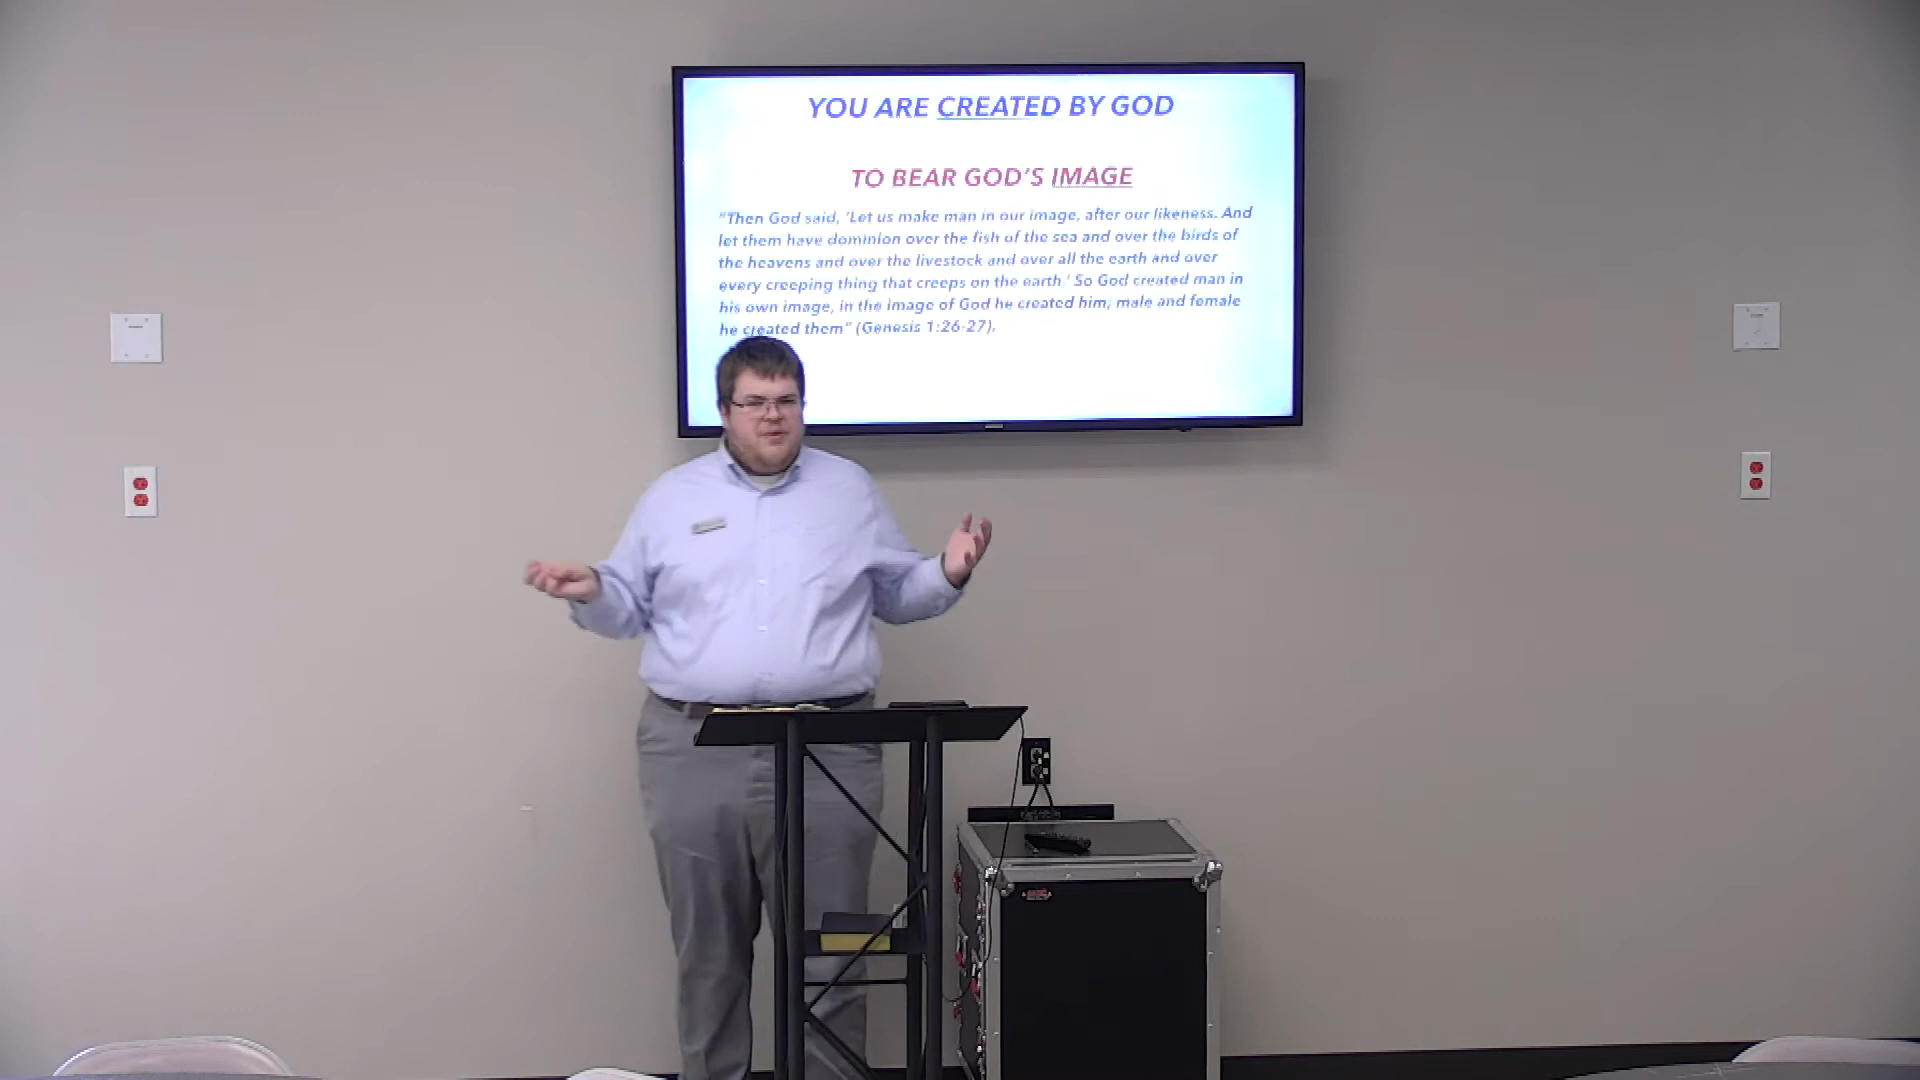 YOU ARE CREATED BY GOD
TO BEAR GOD'S IMAGE
"Then God said, 'Let us make man in our image, after our likeness. And
let them have dominion over the fish of the sea and over the birds of
the heavens and over the livestock and over all the earth and over
every creeping thing that creeps on the earth.' So God created man in
his own image, in the image of God he created him; male and female
he created them" (Genesis 1:26-27).